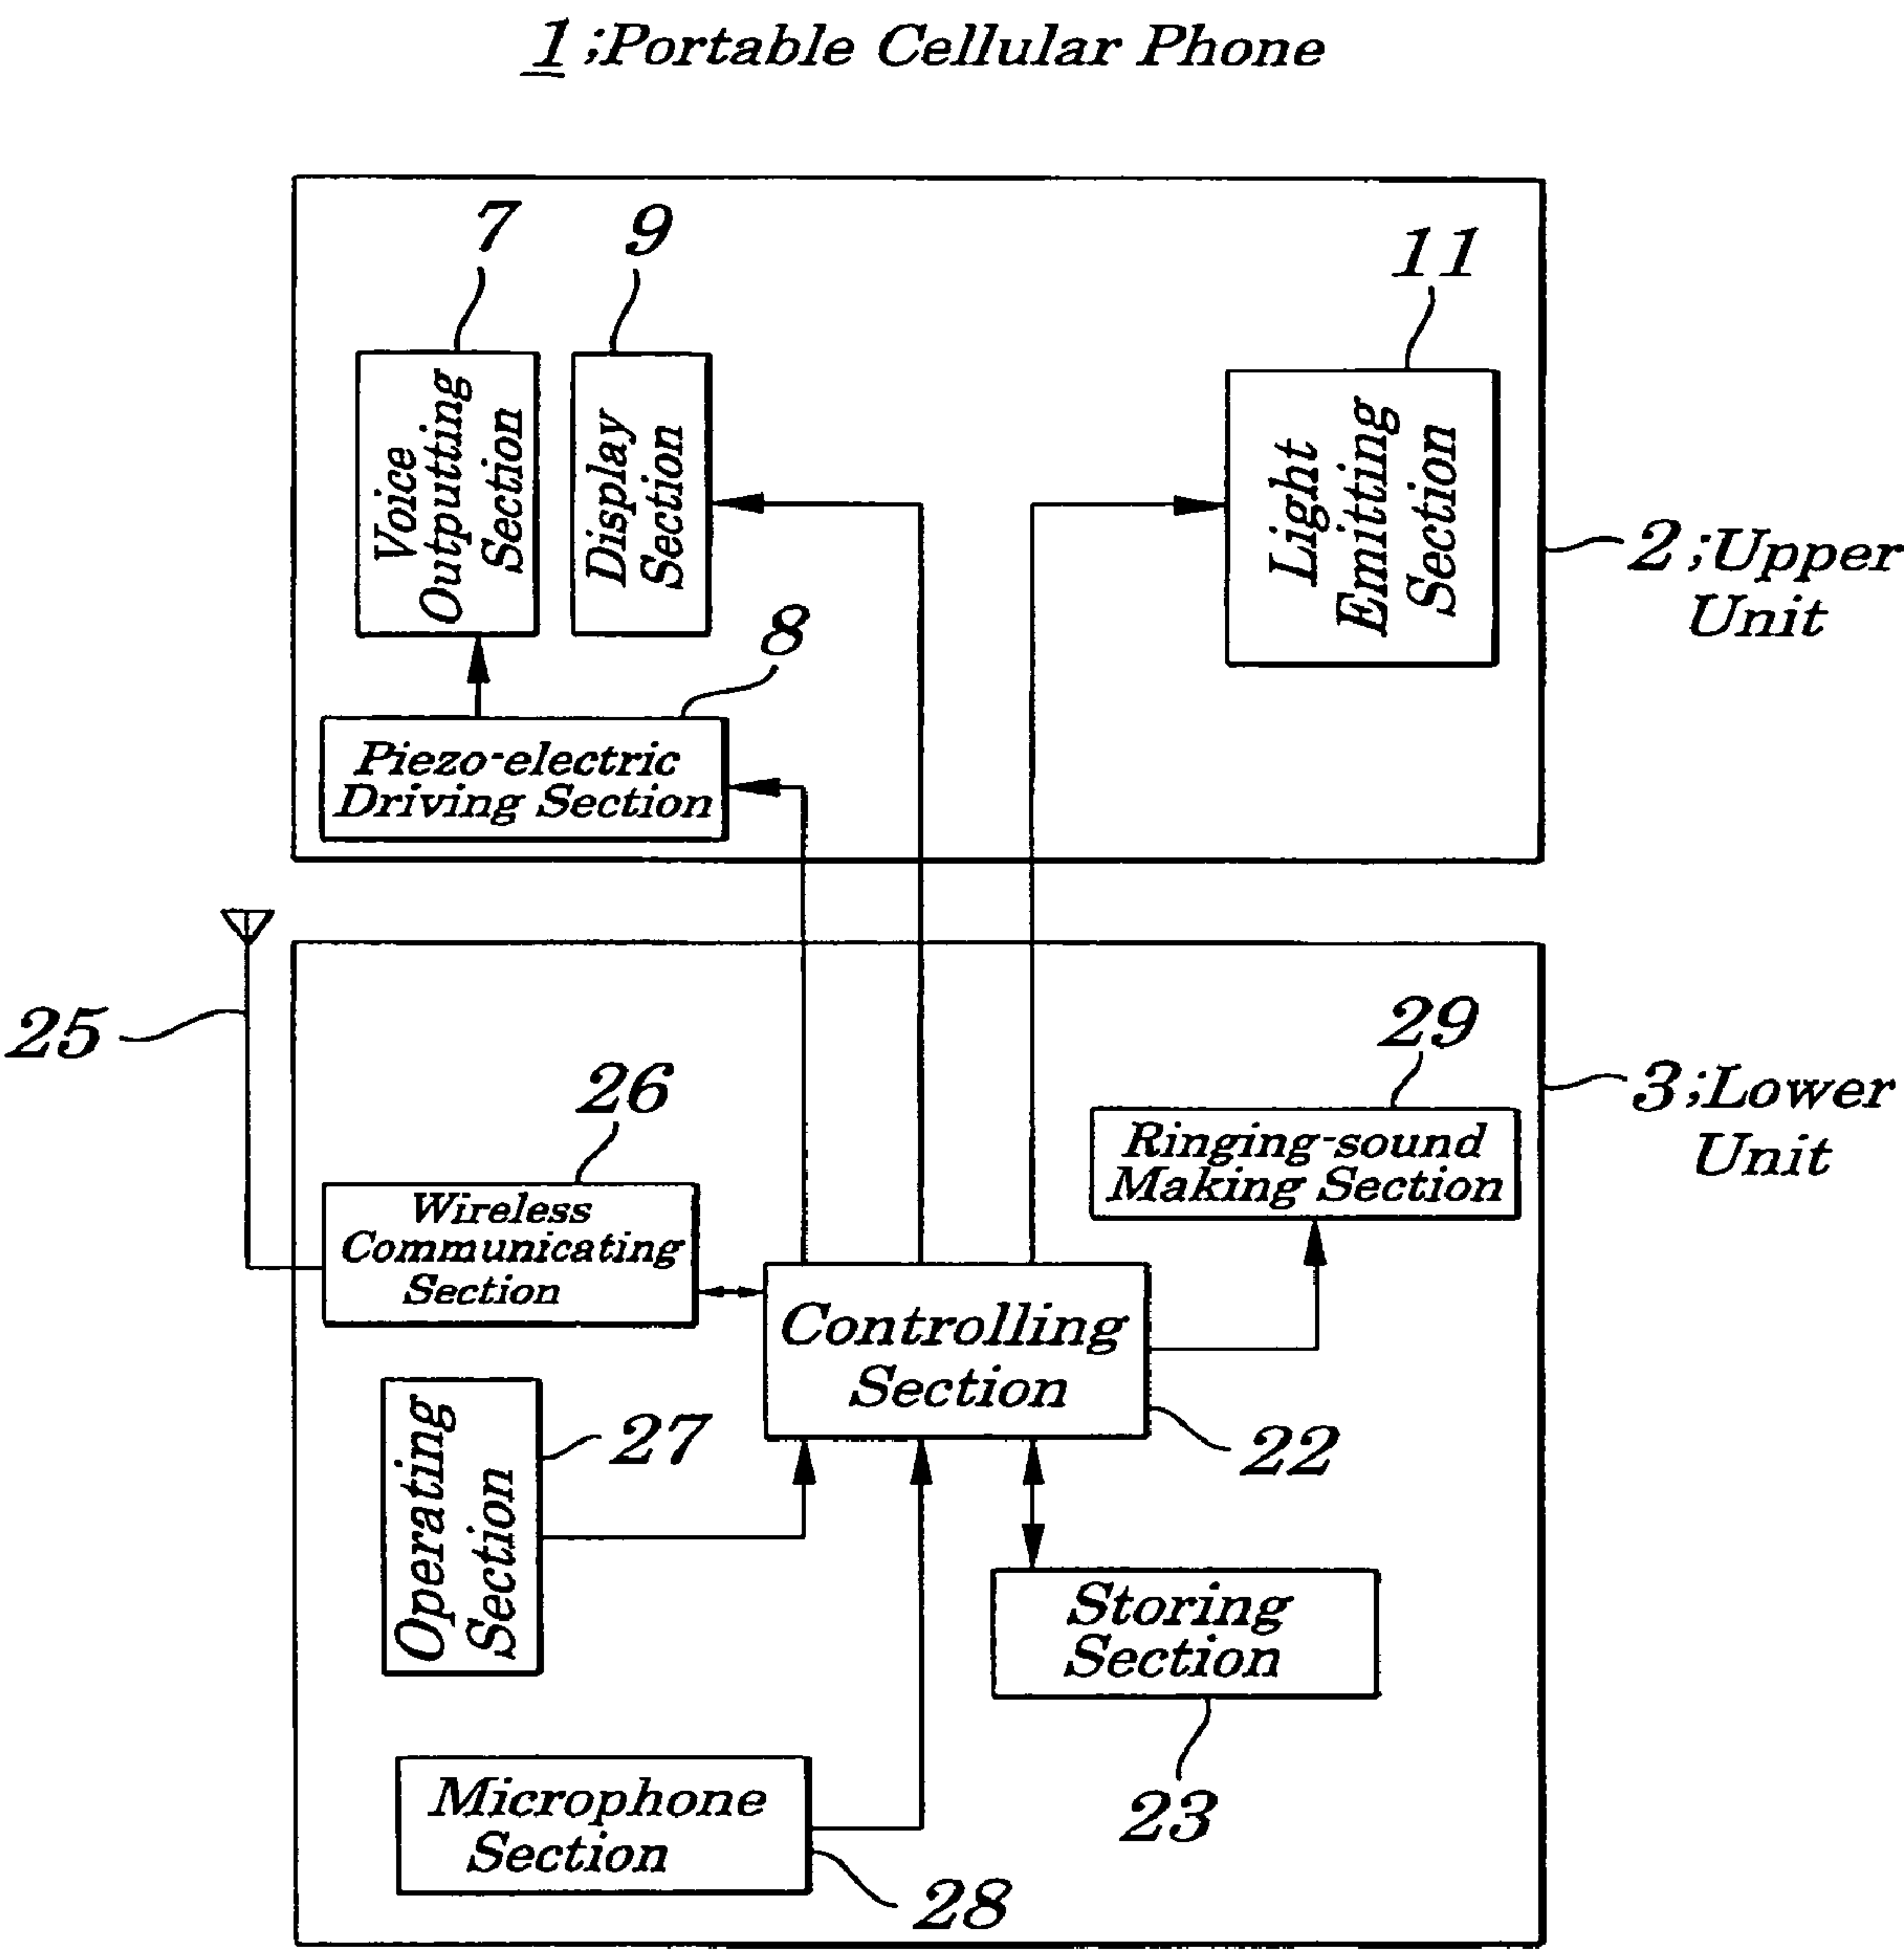 1 ;Portable Cellular Phone
7
9
11
Voice
Outputting
Section
Display
Section
Light
Emitting
Section
2 ;Upper
Unit
8
Piezo-electric
Driving Section
25
26
29
3 ;Lower
Unit
Ringing-sound
Making Section
Wireless
Communicating
Section
Controlling
Section
22
27
Operating
Section
Storing
Section
23
Microphone
Section
28